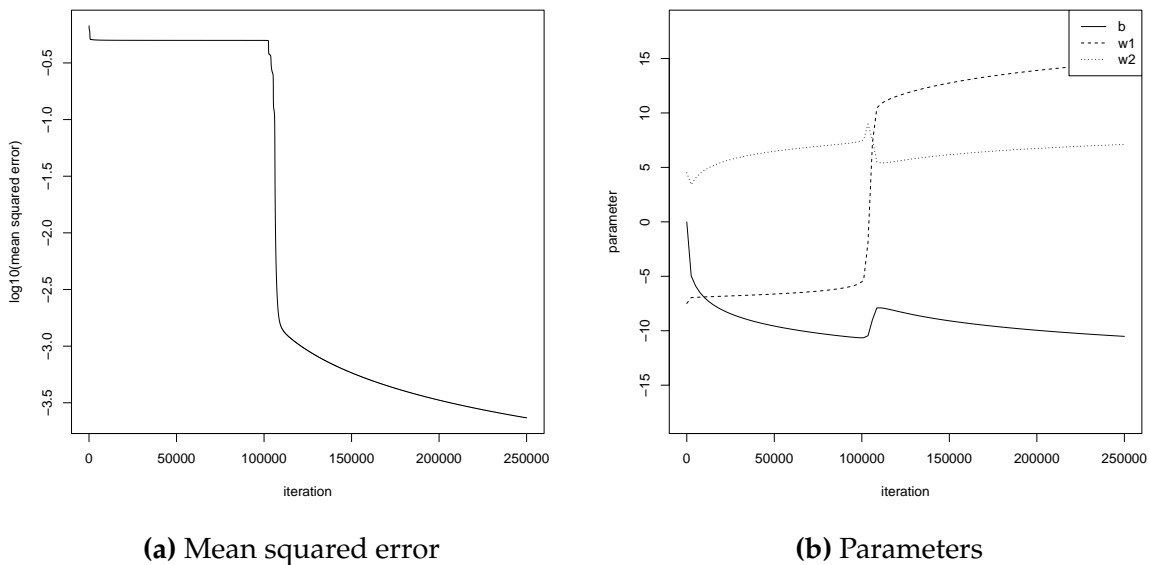 −0.5
−1.0
−1.5
−2.0
−2.5
−3.0
−3.5
log10(mean squared error)
0 50000 100000 150000 200000 250000
iteration
(a) Mean squared error
b
w1
w2
15
10
5
0
−5
−10
−15
parameter
0 50000 100000 150000 200000 250000
iteration
(b) Parameters